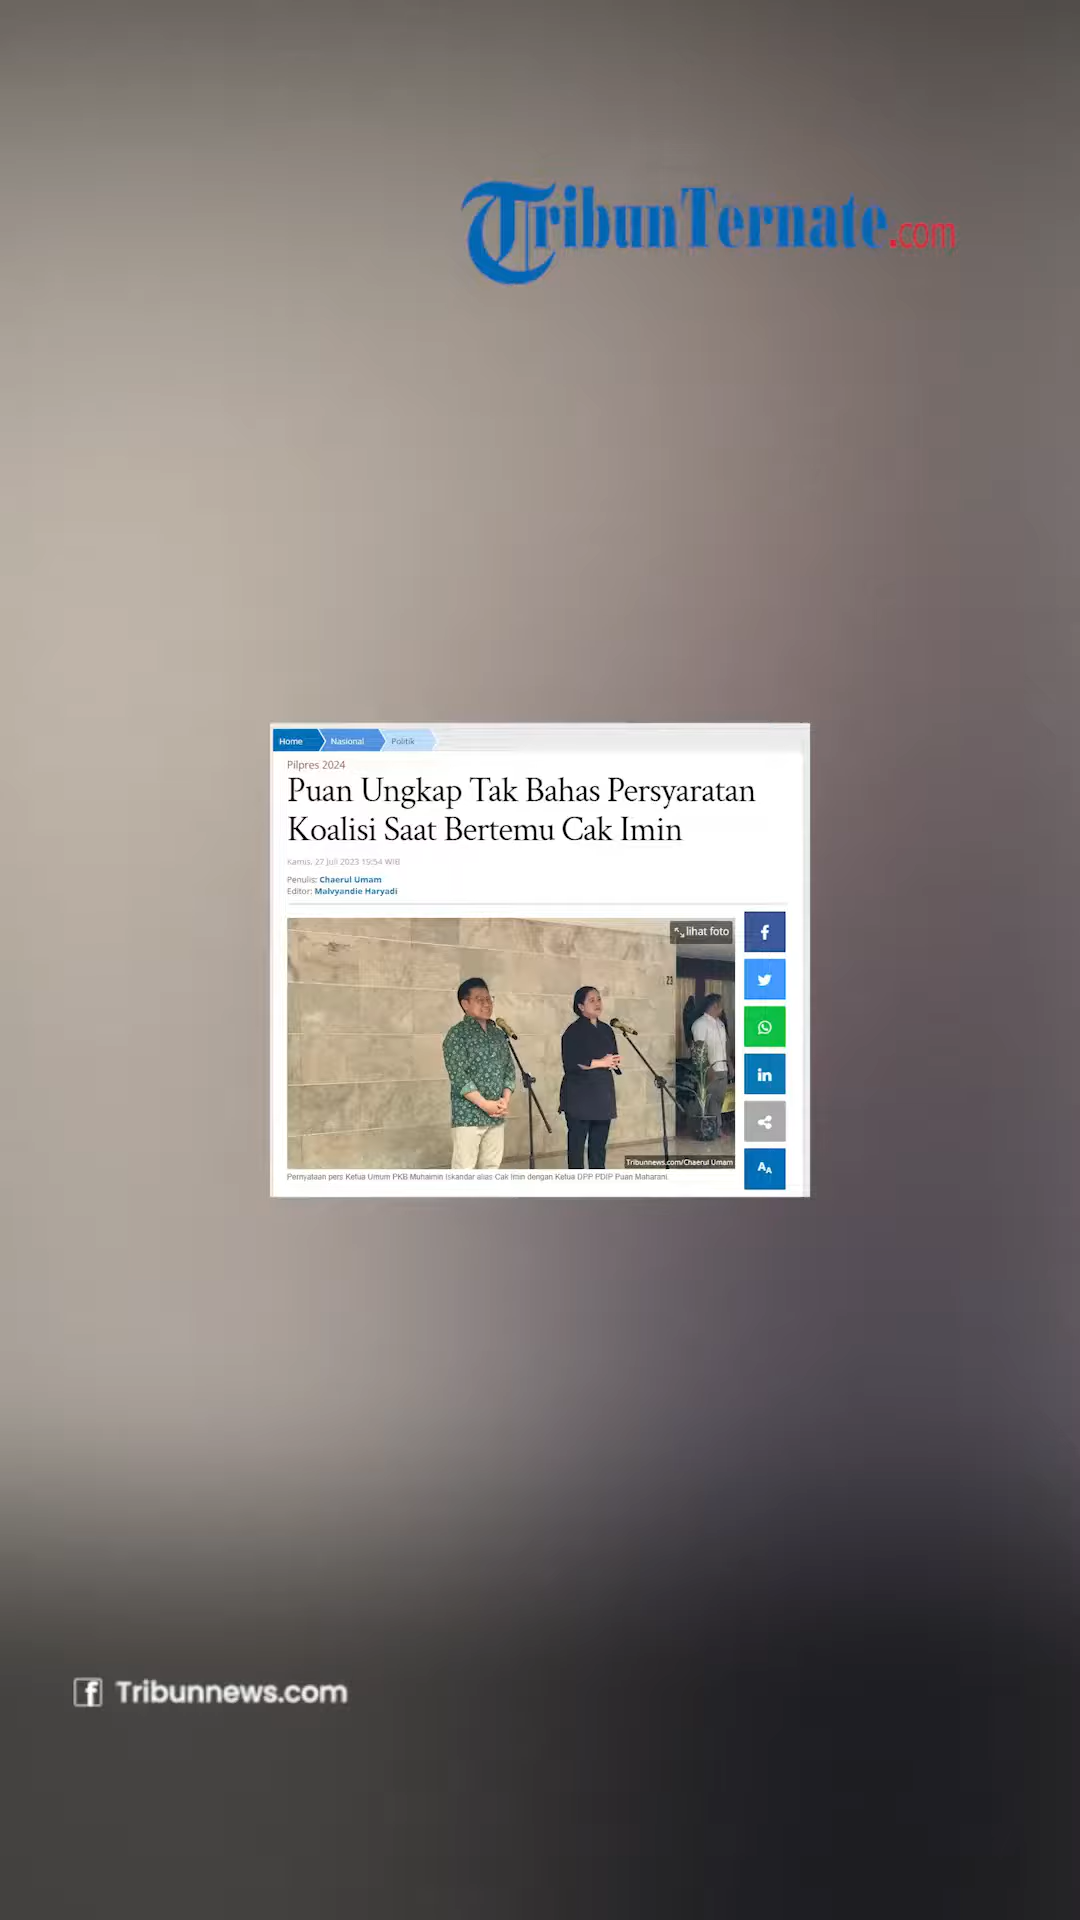 TribunTernate.com
Home Nasional Politik
Pilpres 2024
Puan Ungkap Tak Bahas Persyaratan
Koalisi Saat Bertemu Cak Imin
Kamis, 27 Juli 2023 19:54 WIB
Penulis: Chaerul Umam
Editor: Malvyandie Haryadi
lihat foto
23
Tribunnews.com/Chaerul Umam
Pernyataan pers Ketua Umum PKB Muhaimin Iskandar alias Cak Imin dengan Ketua DPP PDIP Puan Maharani.
AA
Tribunnews.com